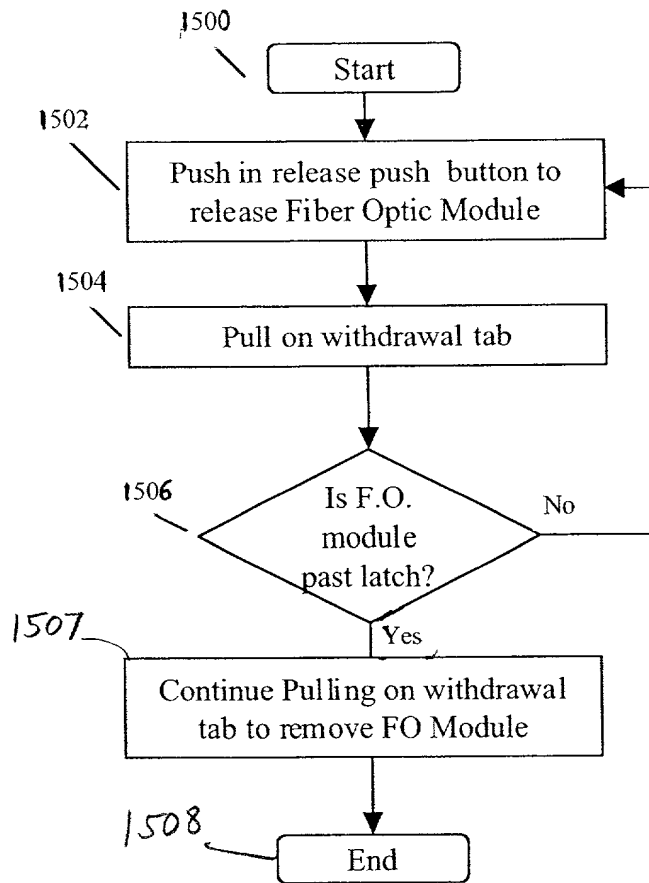 1500
Start
1502
Push in release push button to
release Fiber Optic Module
1504
Pull on withdrawal tab
1506
Is F.O.
module
past latch?
No
Yes
1507
Continue Pulling on withdrawal
tab to remove FO Module
1508
End